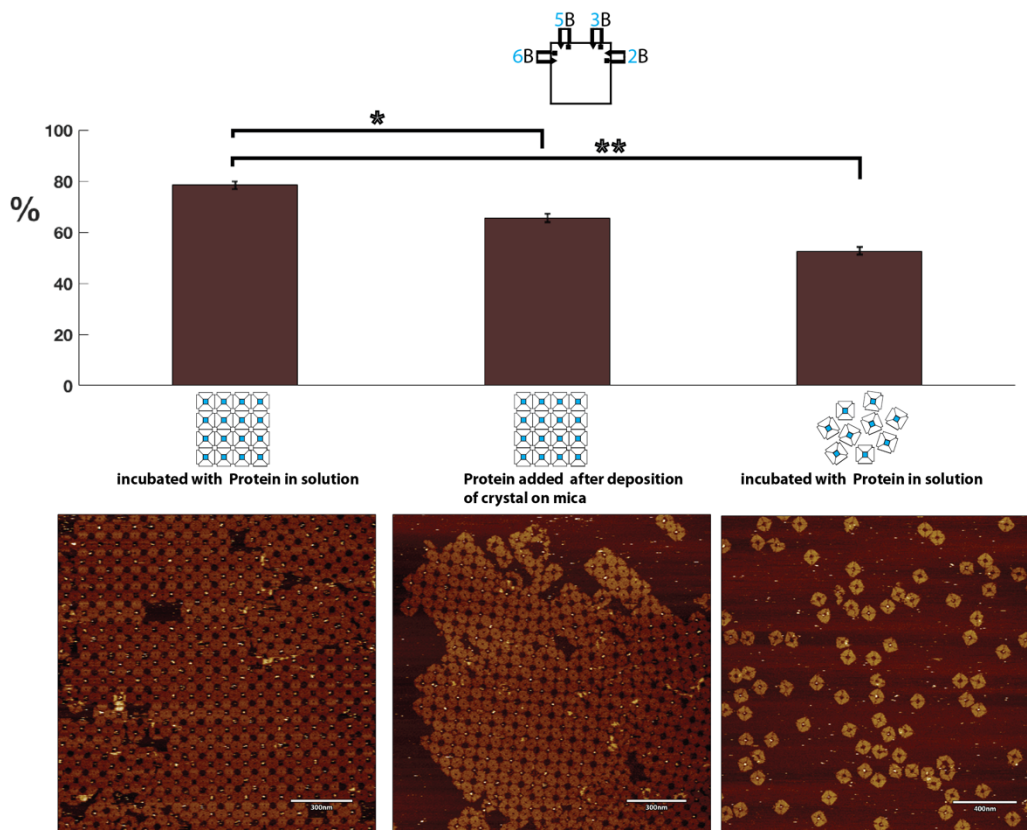 5B 3B
6B 2B
*
**
100
80
%
60
40
20
0
incubated with Protein in solution
Protein added after deposition
of crystal on mica
incubated with Protein in solution
300nm
300nm
400nm